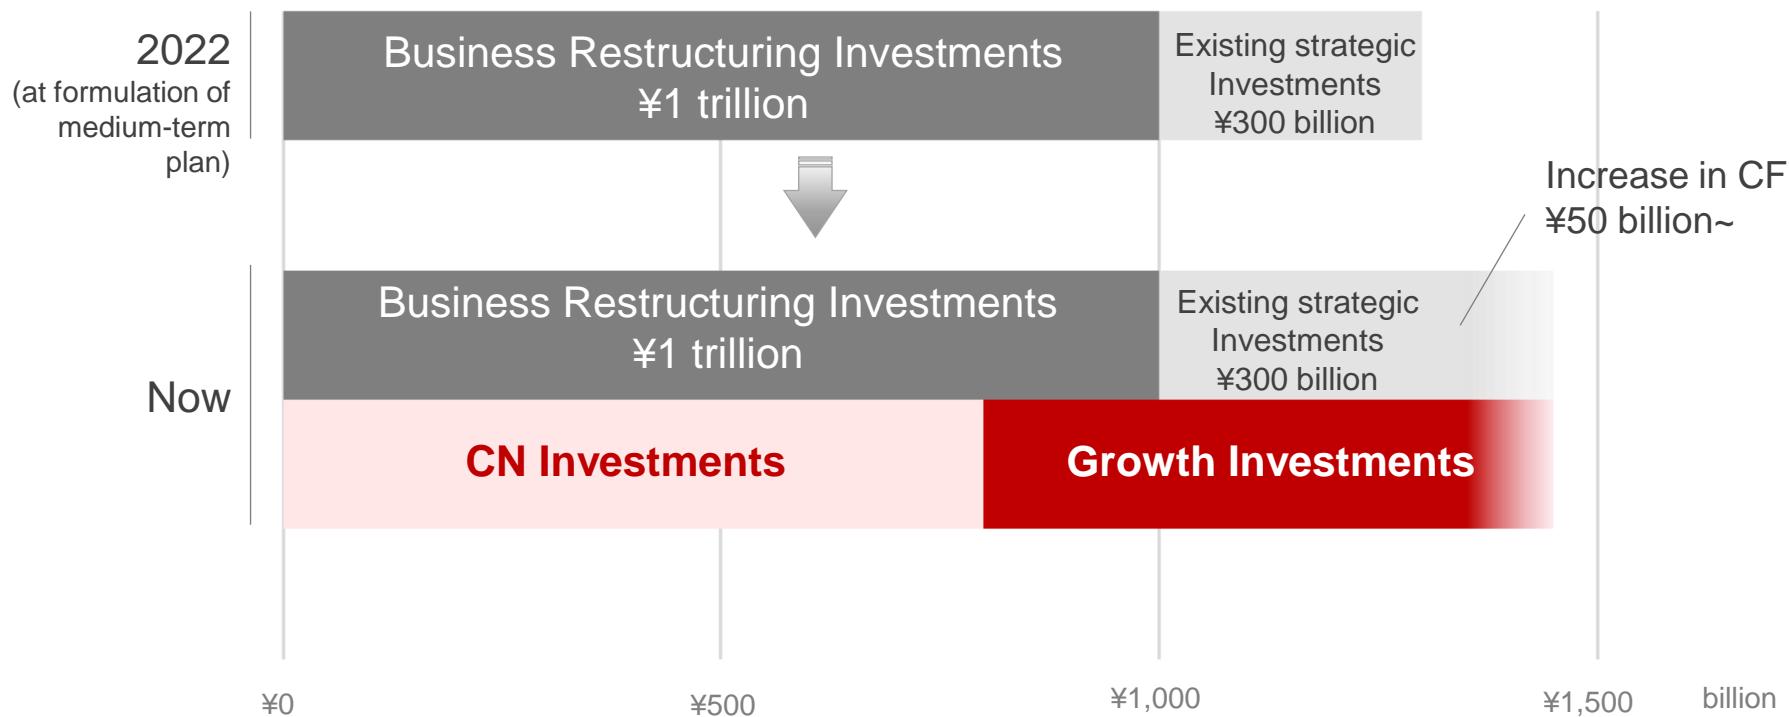 2022
(at formulation of
medium-term
plan)
Business Restructuring Investments
¥1 trillion
Existing strategic
Investments
¥300 billion
Increase in CF
¥50 billion~
Now
Business Restructuring Investments
¥1 trillion
Existing strategic
Investments
¥300 billion
CN Investments
Growth Investments
¥0
¥500
¥1,000
¥1,500
billion